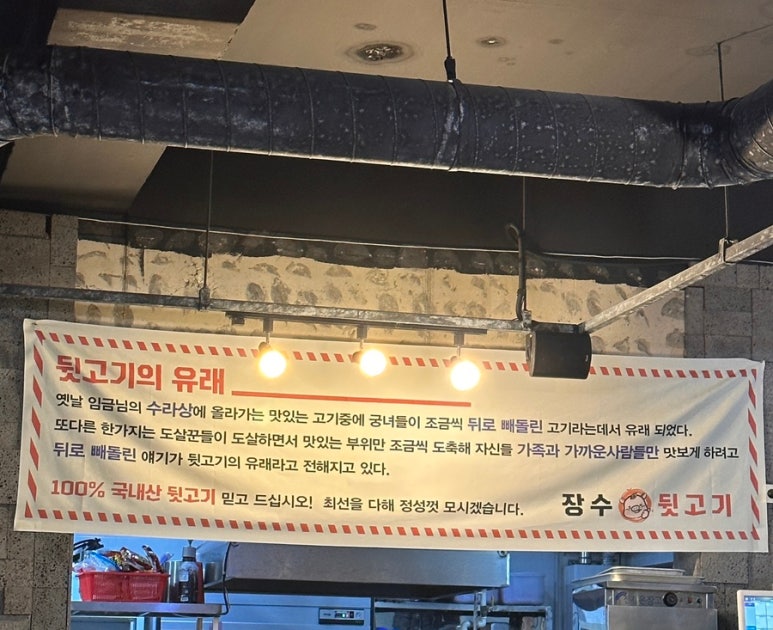 뒷고기의 유래
옛날 임금님의 수라상에 올라가는 맛있는 고기중에 궁녀들이 조금씩 뒤로 빼돌린 고기라는데서 유래 되었다.
또다른 한가지는 도살꾼들이 도살하면서 맛있는 부위만 조금씩 도축해 자신들 가족과 가까운사람들만 맛보게 하려고
뒤로 빼돌린 얘기가 뒷고기의 유래라고 전해지고 있다.
100% 국내산 뒷고기 믿고 드십시오! 최선을 다해 정성껏 모시겠습니다.
장수 뒷고기